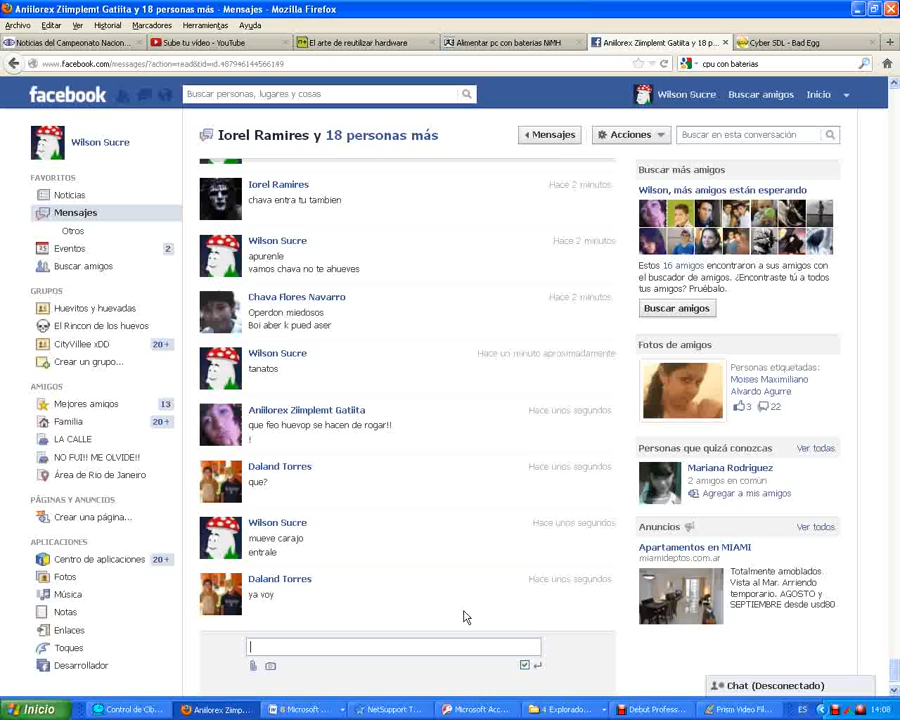 Aniilorex Ziimplemt Gatiita y 18 personas más - Mensajes - Mozilla Firefox
Archivo Editar Ver Historial Marcadores Herramientas Ayuda
Noticias del Campeonato Nacion...
Sube tu vídeo - YouTube
El arte de reutilizar hardware
Alimentar pc con baterias NiMH
Aniilorex Ziimplemt Gatiita y 18 p...
Cyber SDL - Bad Egg
www.facebook.com/messages/?action=read&tid=id.487946144566149
cpu con baterias
facebook
Buscar personas, lugares y cosas
Wilson Sucre Buscar amigos Inicio
Wilson Sucre
FAVORITOS
Noticias
Mensajes
Otros
Eventos 2
Buscar amigos
GRUPOS
Huevitos y huevadas
El Rincon de los huevos
CityVillee xDD 20+
Crear un grupo...
AMIGOS
Mejores amigos 13
Familia 20+
LA CALLE
NO FUI!! ME OLVIDE!!
Área de Rio de Janeiro
PÁGINAS Y ANUNCIOS
Crear una página...
APLICACIONES
Centro de aplicaciones 20+
Fotos
Música
Notas
Enlaces
Toques
Desarrollador
Iorel Ramires y 18 personas más
Mensajes
Acciones
Buscar en esta conversación
Iorel Ramires Hace 2 minutos
chava entra tu tambien
Wilson Sucre Hace 2 minutos
apurenle
vamos chava no te ahueves
Chava Flores Navarro Hace 2 minutos
Operdon miedosos
Boi aber k pued aser
Wilson Sucre Hace un minuto aproximadamente
tanatos
Aniilorex Ziimplemt Gatiita Hace unos segundos
que feo huevop se hacen de rogar!!
!
Daland Torres Hace unos segundos
que?
Wilson Sucre Hace unos segundos
mueve carajo
entrale
Daland Torres Hace unos segundos
ya voy
Buscar más amigos
Wilson, más amigos están esperando
Estos 16 amigos encontraron a sus amigos con
el buscador de amigos. ¿Encontraste tú a todos
tus amigos? Pruébalo.
Buscar amigos
Fotos de amigos
Personas etiquetadas:
Moises Maximiliano
Alvardo Agurre
3 22
Personas que quizá conozcas Ver todas
Mariana Rodriguez
2 amigos en común
Agregar a mis amigos
Anuncios Ver todos
Apartamentos en MIAMI
miamideptos.com.ar
Totalmente amoblados.
Vista al Mar. Arriendo
temporario. AGOSTO y
SEPTIEMBRE desde usd80
Chat (Desconectado)
Inicio
Control de Cib...
Aniilorex Ziimp...
8 Microsoft ...
NetSupport T...
Microsoft Acc...
4 Explorado...
Debut Profess...
Prism Video Fil...
ES
14:08